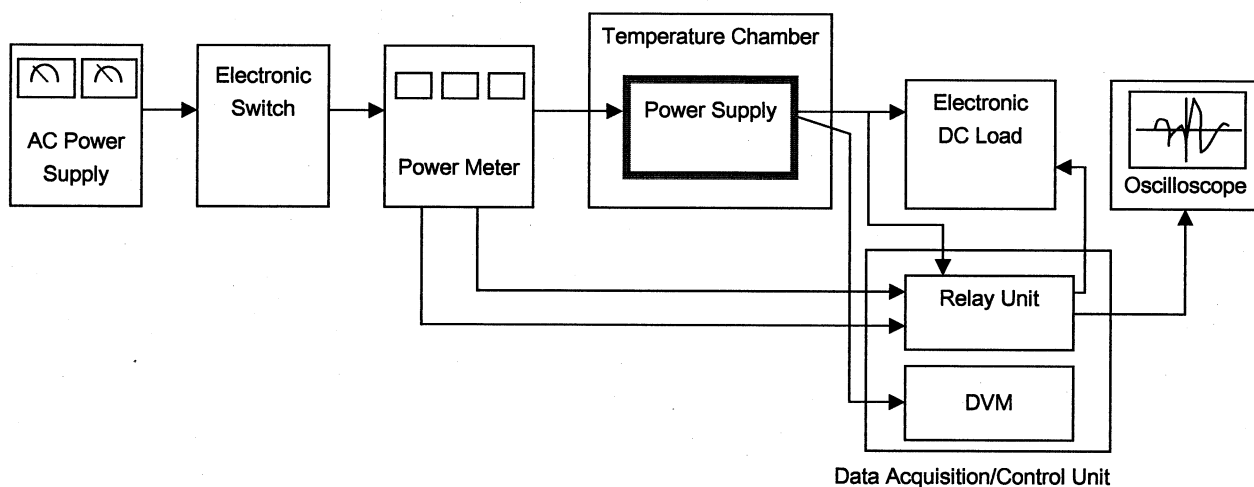 AC Power
Supply
Electronic
Switch
Power Meter
Temperature Chamber
Power Supply
Electronic
DC Load
Oscilloscope
Relay Unit
DVM
Data Acquisition/Control Unit